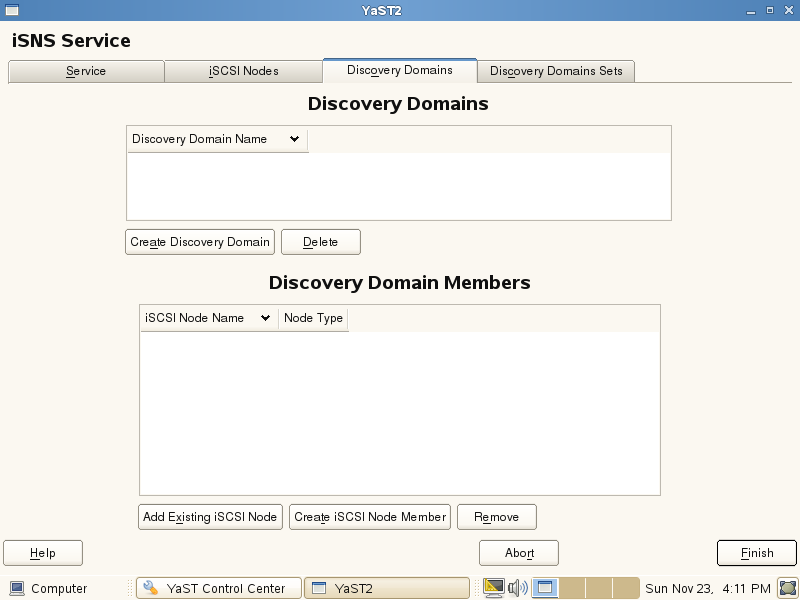 YaST2
iSNS Service
Service iSCSI Nodes Discovery Domains Discovery Domains Sets
Discovery Domains
Discovery Domain Name
Create Discovery Domain Delete
Discovery Domain Members
iSCSI Node Name Node Type
Add Existing iSCSI Node Create iSCSI Node Member Remove
Help Abort Finish
Computer YaST Control Center YaST2 Sun Nov 23, 4:11 PM